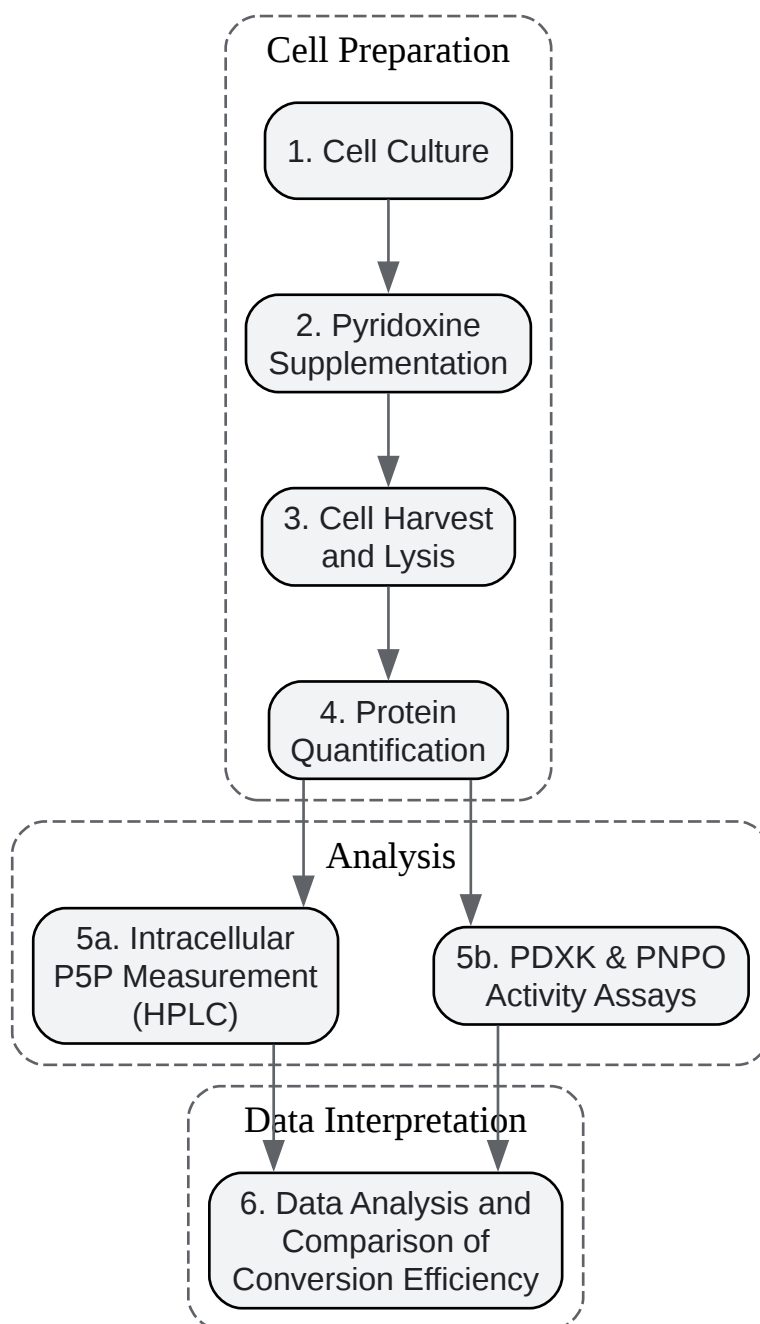 Cell Preparation
1. Cell Culture
2. Pyridoxine
Supplementation
3. Cell Harvest
and Lysis
4. Protein
Quantification
Analysis
5a. Intracellular
P5P Measurement
(HPLC)
5b. PDXK & PNPO
Activity Assays
Data Interpretation
6. Data Analysis and
Comparison of
Conversion Efficiency